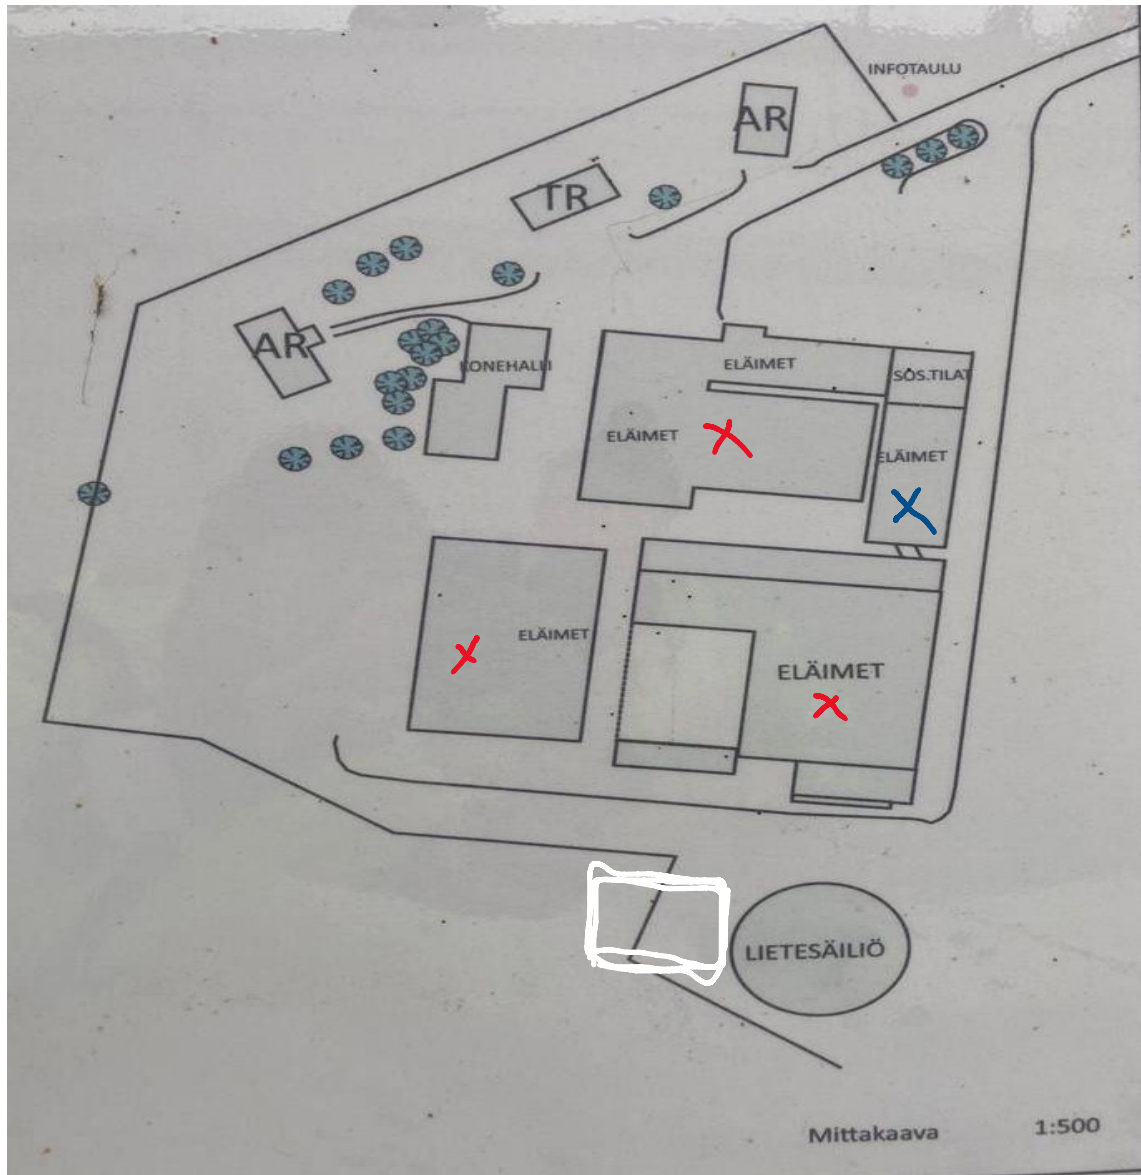 INFOTAULU
AR
TR
AR
KONEHALLI
ELÄIMET
SOS.TILAT
ELÄIMET
ELÄIMET
ELÄIMET
ELÄIMET
LIETESÄILIÖ
Mittakaava 1:500